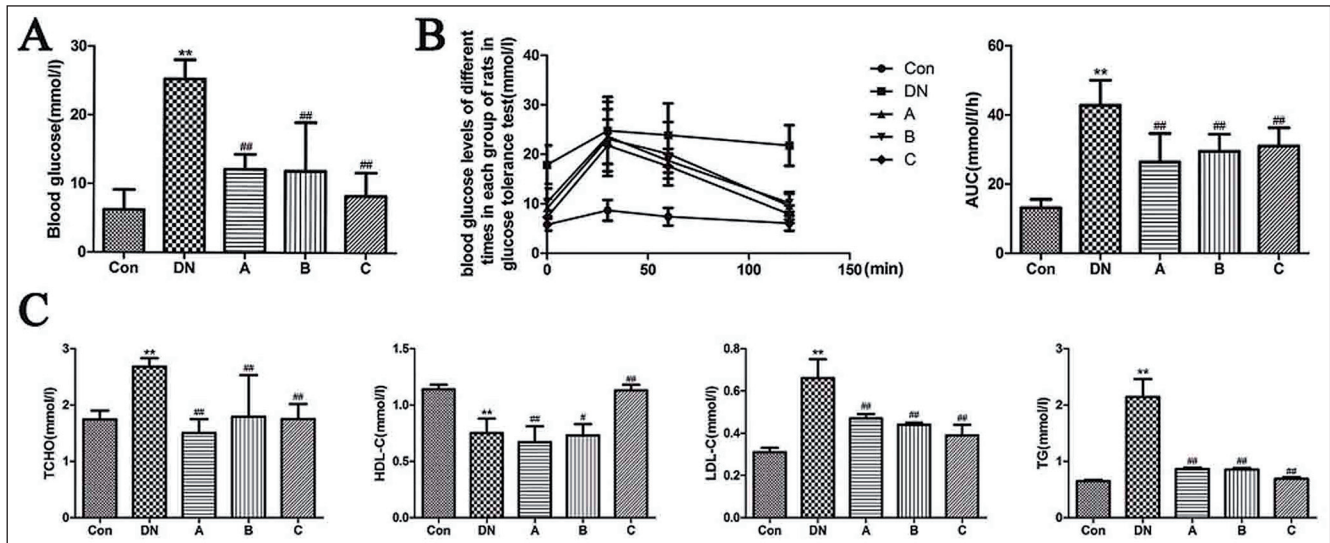 A
Blood glucose(mmol/l)
30
20
10
0
**
##
##
##
Con DN A B C
B
blood glucose levels of different
times in each group of rats in
glucose tolerance test(mmol/l)
40
30
20
10
0
0 50 100 150 (min)
Con
DN
A
B
C
AUC(mmol/l/h)
60
40
20
0
**
##
##
##
Con DN A B C
C
TCHO(mmol/l)
3
2
1
0
**
##
##
##
Con DN A B C
HDL-C(mmol/l)
1.5
1.0
0.5
0.0
**
##
#
##
Con DN A B C
LDL-C(mmol/l)
0.8
0.6
0.4
0.2
0.0
**
##
##
##
Con DN A B C
TG(mmol/l)
3
2
1
0
**
##
##
##
Con DN A B C